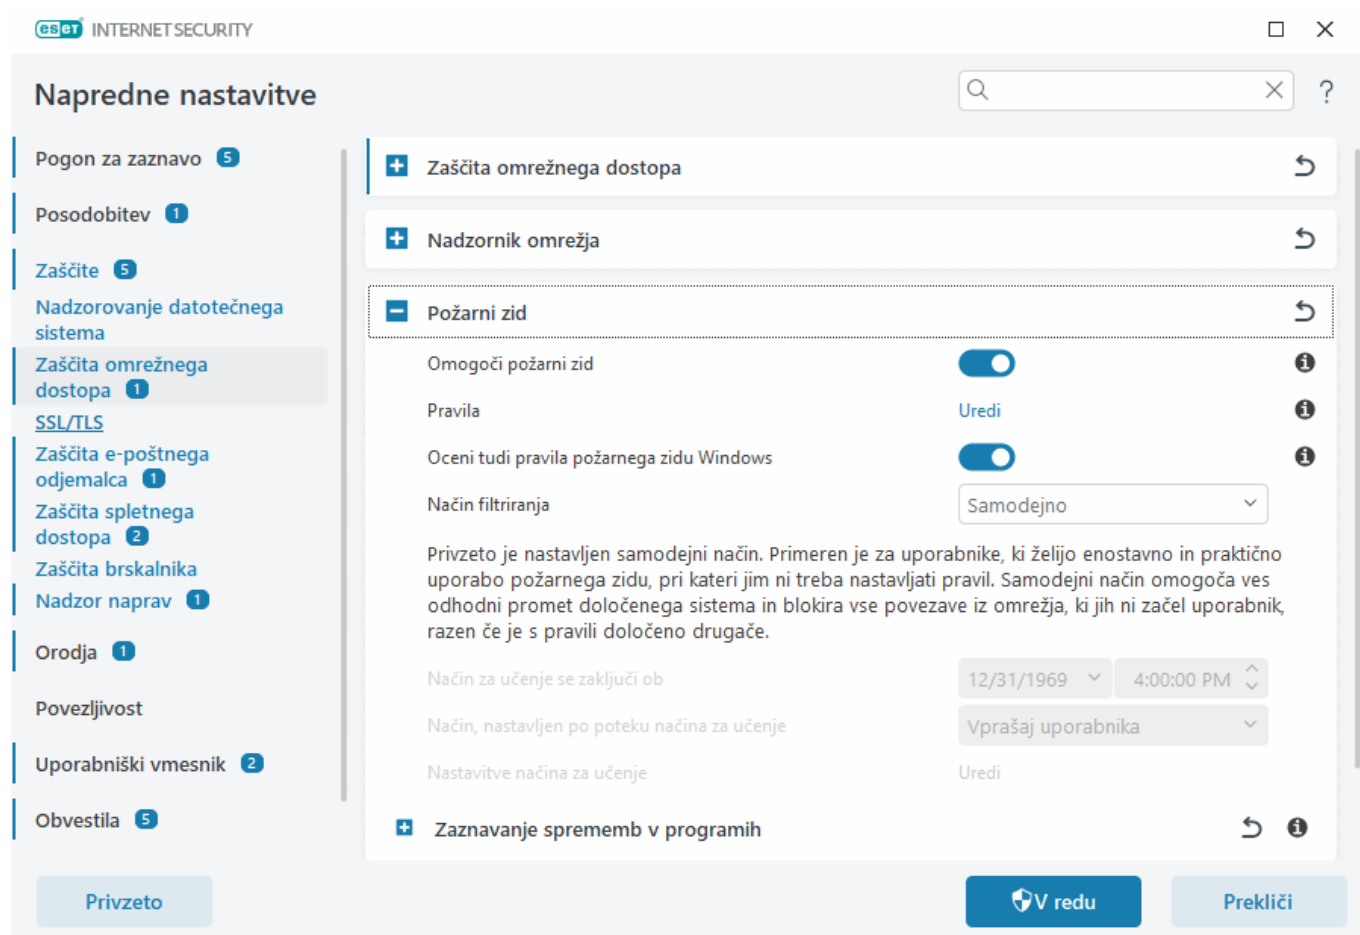 eset INTERNET SECURITY
Napredne nastavitve
?
Pogon za zaznavo 5
Posodobitev 1
Zaščite 5
Nadzorovanje datotečnega
sistema
Zaščita omrežnega
dostopa 1
SSL/TLS
Zaščita e-poštnega
odjemalca 1
Zaščita spletnega
dostopa 2
Zaščita brskalnika
Nadzor naprav 1
Orodja 1
Povezljivost
Uporabniški vmesnik 2
Obvestila 5
Zaščita omrežnega dostopa
Nadzornik omrežja
Požarni zid
Omogoči požarni zid
Pravila Uredi
Oceni tudi pravila požarnega zidu Windows
Način filtriranja Samodejno
Privzeto je nastavljen samodejni način. Primeren je za uporabnike, ki želijo enostavno in praktično
uporabo požarnega zidu, pri kateri jim ni treba nastavljati pravil. Samodejni način omogoča ves
odhodni promet določenega sistema in blokira vse povezave iz omrežja, ki jih ni začel uporabnik,
razen če je s pravili določeno drugače.
Način za učenje se zaključi ob 12/31/1969 4:00:00 PM
Način, nastavljen po poteku načina za učenje Vprašaj uporabnika
Nastavitve načina za učenje Uredi
Zaznavanje sprememb v programih
Privzeto V redu Prekliči